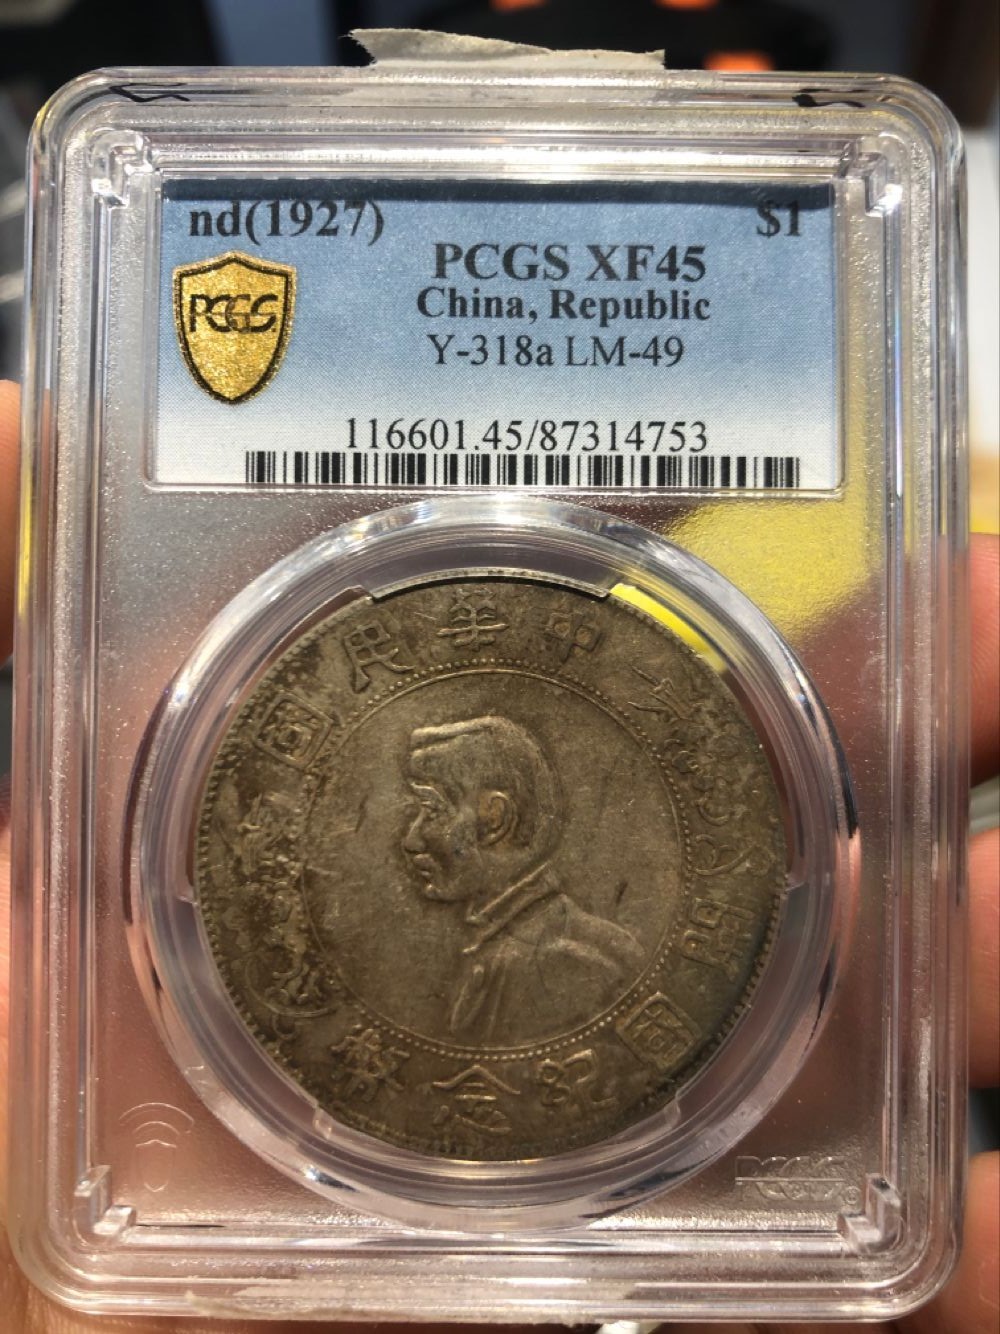 nd(1927) $1
PCGS XF45
China, Republic
Y-318a LM-49
PCGS
116601.45/87314753
中華民國
開國紀念幣
PCGS